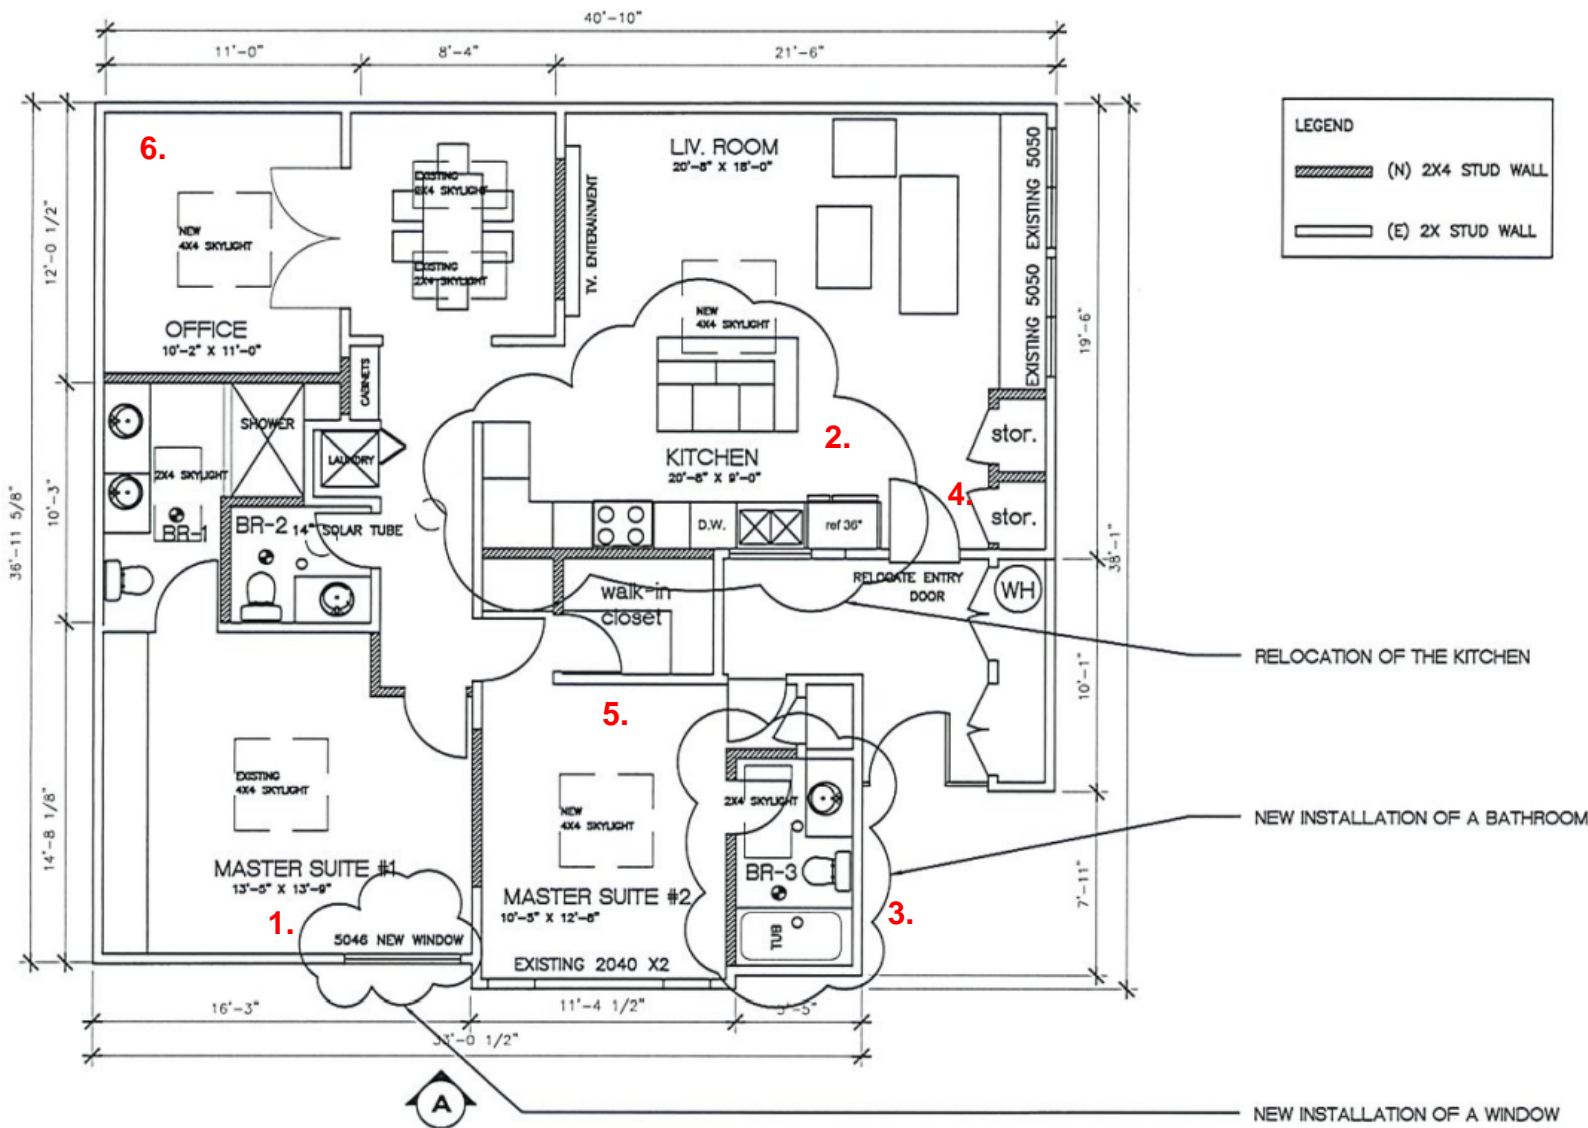 40'-10"
11'-0"
8'-4"
21'-6"
6.
EXISTING
2X4 SKYLIGHT
LIV. ROOM
20'-8" X 18'-0"
EXISTING 5050
LEGEND
(N) 2X4 STUD WALL
(E) 2X STUD WALL
NEW
4X4 SKYLIGHT
EXISTING
2X4 SKYLIGHT
TV. ENTERAINMENT
12'-0 1/2"
OFFICE
10'-2" X 11'-0"
NEW
4X4 SKYLIGHT
EXISTING 5050
19'-6"
CABINETS
SHOWER
LAUNDRY
2.
KITCHEN
20'-8" X 9'-0"
stor.
2X4 SKYLIGHT
4.
stor.
10'-3"
36'-11 5/8"
BR-1
BR-2
14" SOLAR TUBE
D.W.
ref 36"
38'-1"
walk-in
closet
RELOCATE ENTRY
DOOR
WH
RELOCATION OF THE KITCHEN
10'-1"
5.
EXISTING
4X4 SKYLIGHT
NEW
4X4 SKYLIGHT
2X4 SKYLIGHT
NEW INSTALLATION OF A BATHROOM
14'-8 1/8"
MASTER SUITE #1
13'-5" X 13'-9"
BR-3
MASTER SUITE #2
10'-5" X 12'-8"
7'-11"
1.
3.
5046 NEW WINDOW
TUB
EXISTING 2040 X2
16'-3"
11'-4 1/2"
5'-5"
33'-0 1/2"
A
NEW INSTALLATION OF A WINDOW